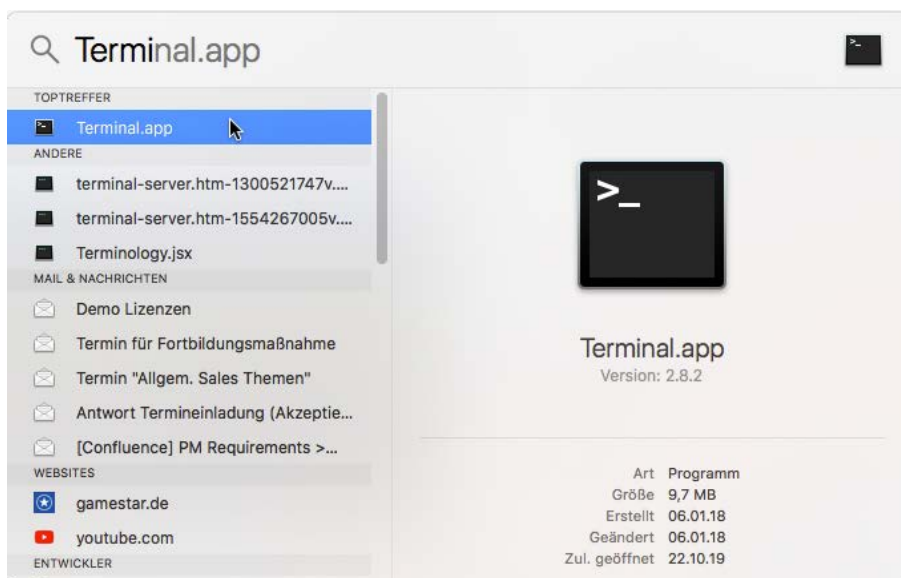 Terminal.app
TOPTREFFER
Terminal.app
ANDERE
terminal-server.htm-1300521747v....
terminal-server.htm-1554267005v....
Terminology.jsx
MAIL & NACHRICHTEN
Demo Lizenzen
Termin für Fortbildungsmaßnahme
Termin "Allgem. Sales Themen"
Antwort Termineinladung (Akzeptie...
[Confluence] PM Requirements >...
WEBSITES
gamestar.de
youtube.com
ENTWICKLER
>_
Terminal.app
Version: 2.8.2
Art Programm
Größe 9,7 MB
Erstellt 06.01.18
Geändert 06.01.18
Zul. geöffnet 22.10.19